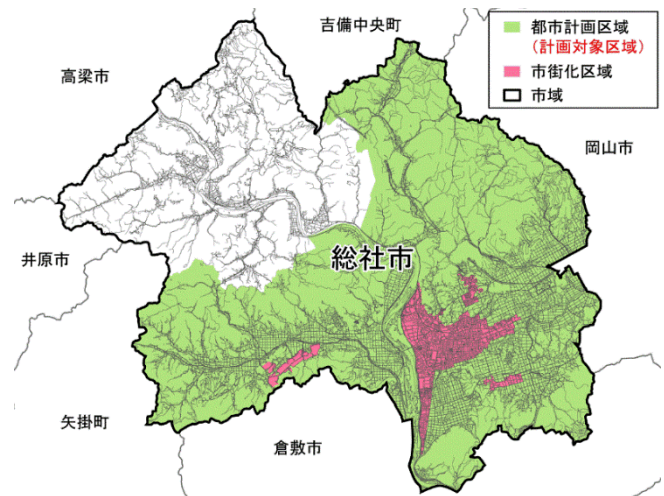 吉備中央町
都市計画区域
(計画対象区域)
市街化区域
市域
高梁市
岡山市
井原市
総社市
矢掛町
倉敷市